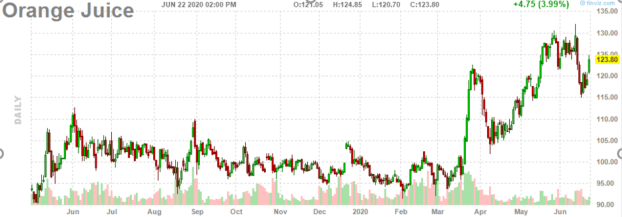 Orange Juice
JUN 22 2020 02:00 PM O:121.05 H:124.85 L:120.70 C:123.80 +4.75 (3.99%)
© finviz.com
135.00
130.00
125.00
123.80
120.00
115.00
110.00
105.00
100.00
95.00
90.00
DAILY
Jun Jul Aug Sep Oct Nov Dec 2020 Feb Mar Apr May Jun